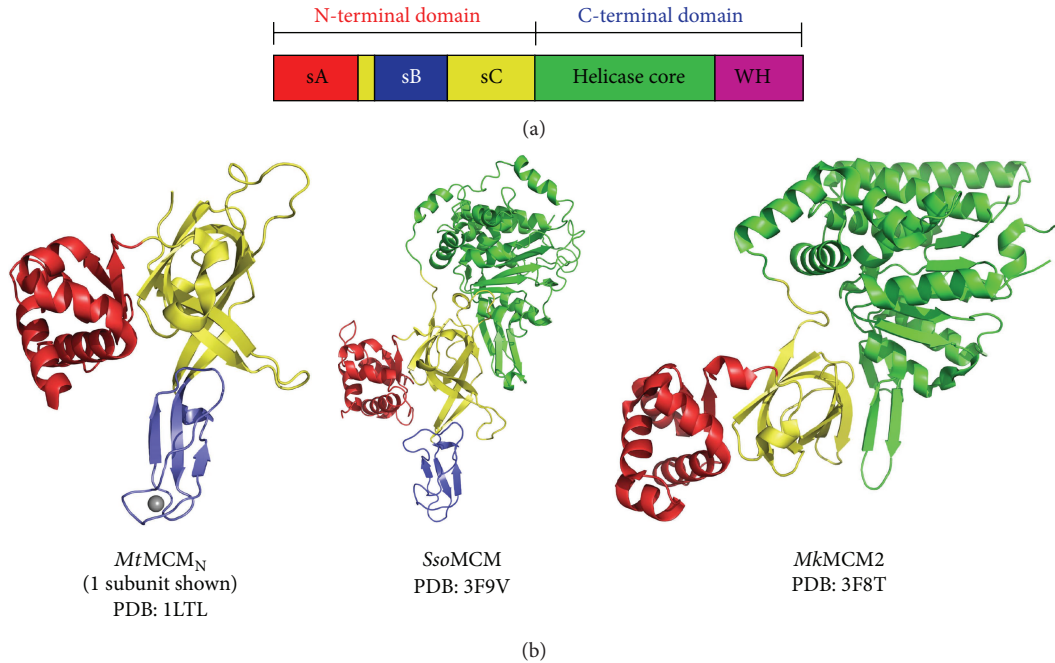 N-terminal domain
C-terminal domain
sA
sB
sC
Helicase core
WH
(a)
MtMCMN
(1 subunit shown)
PDB: 1LTL
SsoMCM
PDB: 3F9V
MkMCM2
PDB: 3F8T
(b)